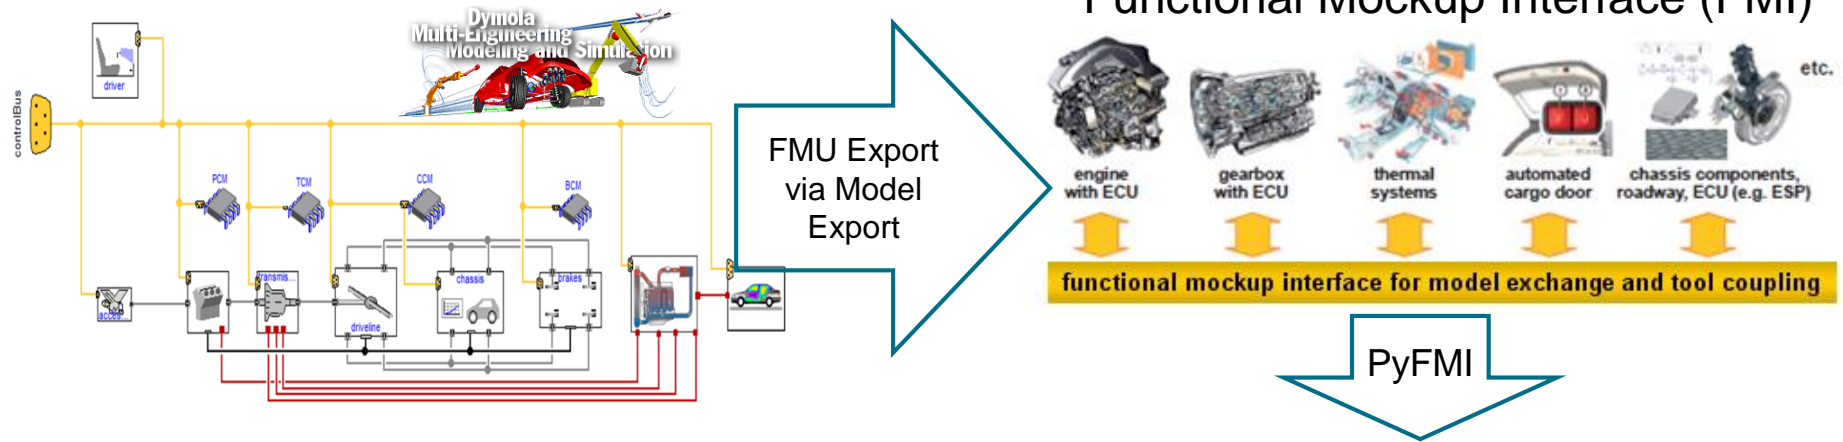 Functional Mockup Interface (FMI)
Dymola
Multi-Engineering
Modeling and Simulation
driver
controlBus
PCM
TCM
CCM
BCM
acces...
transmis...
driveline
chassis
brakes
FMU Export
via Model
Export
engine
with ECU
gearbox
with ECU
thermal
systems
automated
cargo door
chassis components,
roadway, ECU (e.g. ESP)
etc.
functional mockup interface for model exchange and tool coupling
PyFMI